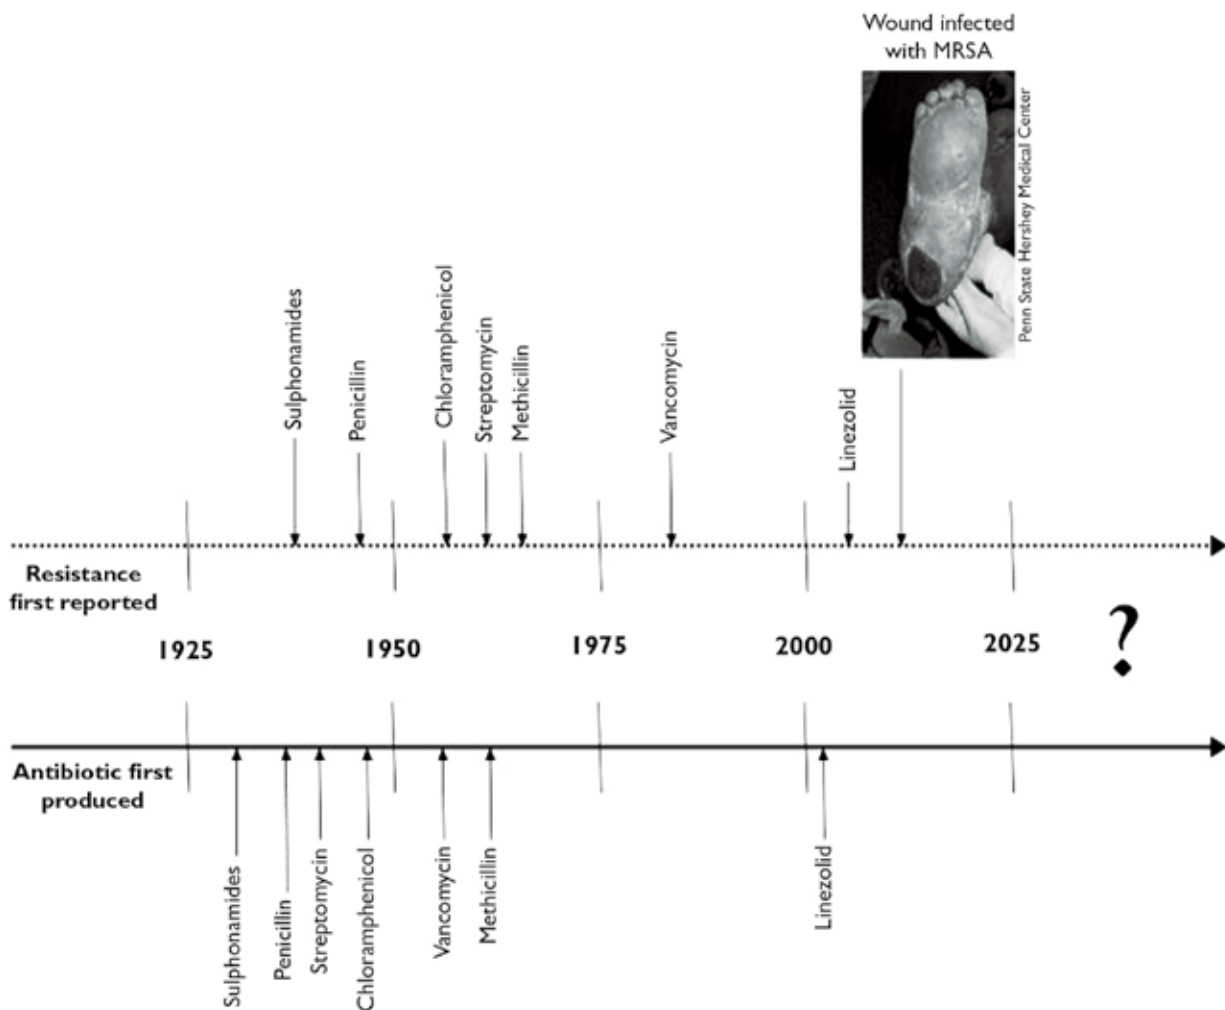 Wound infected
with MRSA
Penn State Hershey Medical Center
Sulphonamides
Penicillin
Chloramphenicol
Streptomycin
Methicillin
Vancomycin
Linezolid
Resistance
first reported
1925
1950
1975
2000
2025
?
Antibiotic first
produced
Sulphonamides
Penicillin
Streptomycin
Chloramphenicol
Vancomycin
Methicillin
Linezolid